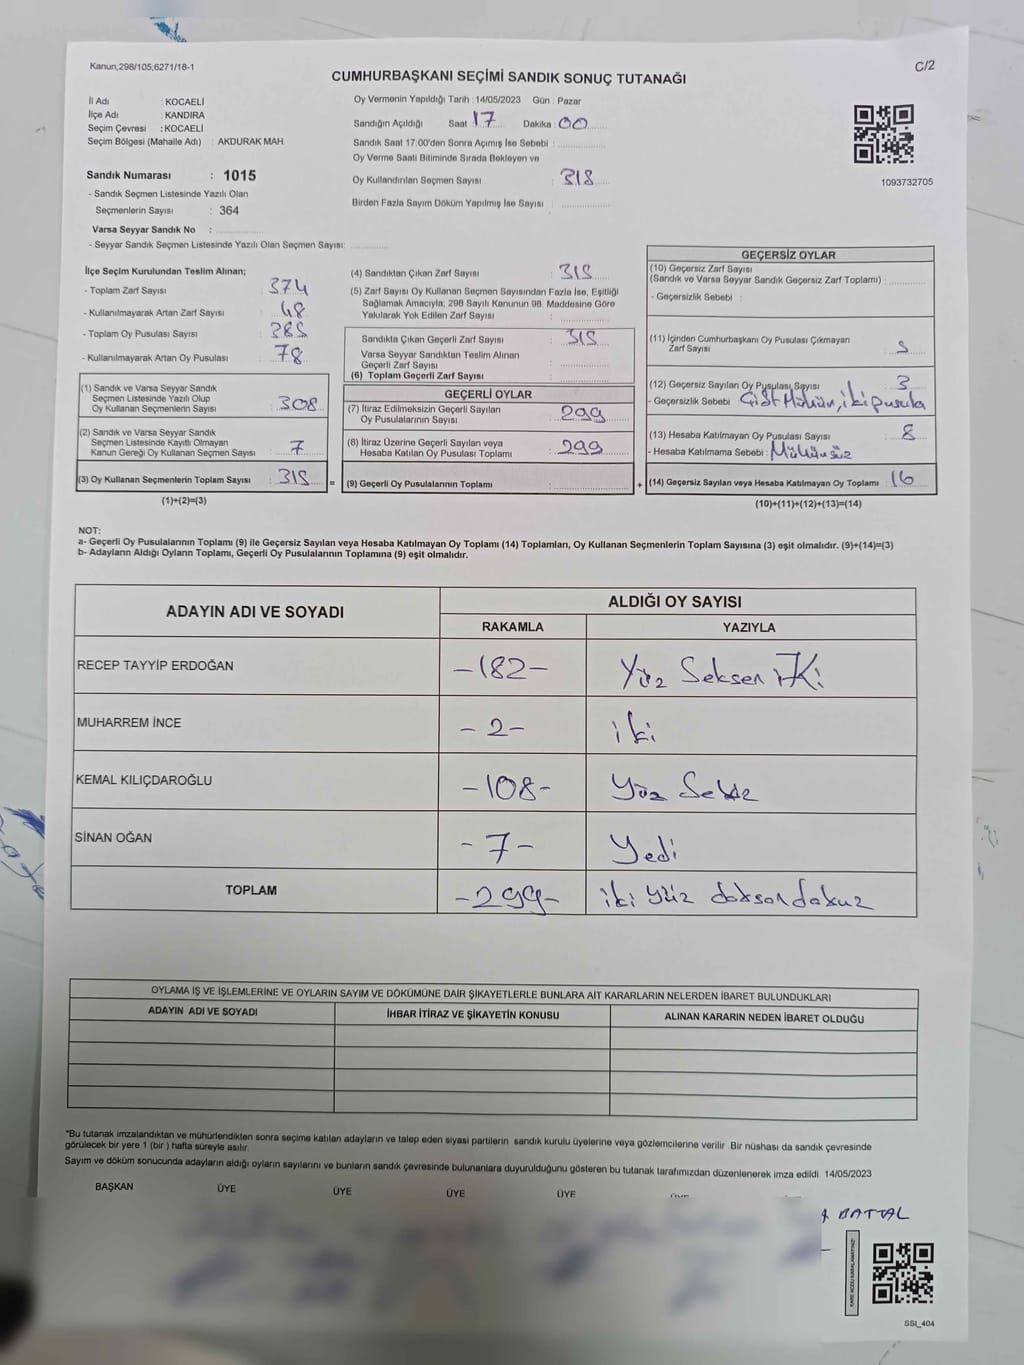 Kanun;298/105;6271/18-1
C/2
CUMHURBAŞKANI SEÇİMİ SANDIK SONUÇ TUTANAĞI
İl Adı : KOCAELİ
İlçe Adı : KANDIRA
Seçim Çevresi : KOCAELİ
Seçim Bölgesi (Mahalle Adı) : AKDURAK MAH
Sandık Numarası : 1015
- Sandık Seçmen Listesinde Yazılı Olan
Seçmenlerin Sayısı : 364
Varsa Seyyar Sandık No :
- Seyyar Sandık Seçmen Listesinde Yazılı Olan Seçmen Sayısı:
Oy Vermenin Yapıldığı Tarih : 14/05/2023 Gün : Pazar
Sandığın Açıldığı Saat 17 Dakika : 00
Sandık Saat 17:00'den Sonra Açımış İse Sebebi :
Oy Verme Saati Bitiminde Sırada Bekleyen ve
Oy Kullandırılan Seçmen Sayısı : 318
Birden Fazla Sayım Döküm Yapılmış İse Sayısı :
1093732705
İlçe Seçim Kurulundan Teslim Alınan;
- Toplam Zarf Sayısı : 374
- Kullanılmayarak Artan Zarf Sayısı : 48
- Toplam Oy Pusulası Sayısı : 385
- Kullanılmayarak Artan Oy Pusulası : 78
(1) Sandık ve Varsa Seyyar Sandık
Seçmen Listesinde Yazılı Olup
Oy Kullanan Seçmenlerin Sayısı : 308
(2) Sandık ve Varsa Seyyar Sandık
Seçmen Listesinde Kayıtlı Olmayan
Kanun Gereği Oy Kullanan Seçmen Sayısı : 7
(3) Oy Kullanan Seçmenlerin Toplam Sayısı : 315 =
(1)+(2)=(3)
(4) Sandıktan Çıkan Zarf Sayısı : 315
(5) Zarf Sayısı Oy Kullanan Seçmen Sayısından Fazla İse, Eşitliği
Sağlamak Amacıyla; 298 Sayılı Kanunun 98. Maddesine Göre
Yakılarak Yok Edilen Zarf Sayısı :
Sandıkta Çıkan Geçerli Zarf Sayısı : 315
Varsa Seyyar Sandıktan Teslim Alınan
Geçerli Zarf Sayısı :
(6) Toplam Geçerli Zarf Sayısı :
GEÇERLİ OYLAR
(7) İtiraz Edilmeksizin Geçerli Sayılan
Oy Pusulalarının Sayısı : 299
(8) İtiraz Üzerine Geçerli Sayılan veya
Hesaba Katılan Oy Pusulası Toplamı : 299
(9) Geçerli Oy Pusulalarının Toplamı : +
GEÇERSİZ OYLAR
(10) Geçersiz Zarf Sayısı
(Sandık ve Varsa Seyyar Sandık Geçersiz Zarf Toplamı) :
- Geçersizlik Sebebi :
(11) İçinden Cumhurbaşkanı Oy Pusulası Çıkmayan
Zarf Sayısı : 5
(12) Geçersiz Sayılan Oy Pusulası Sayısı : 3
- Geçersizlik Sebebi : Çift Mühür, iki pusula
(13) Hesaba Katılmayan Oy Pusulası Sayısı : 8
- Hesaba Katılmama Sebebi : Mühürsüz
(14) Geçersiz Sayılan veya Hesaba Katılmayan Oy Toplamı : 16
(10)+(11)+(12)+(13)=(14)
NOT:
a- Geçerli Oy Pusulalarının Toplamı (9) ile Geçersiz Sayılan veya Hesaba Katılmayan Oy Toplamı (14) Toplamları, Oy Kullanan Seçmenlerin Toplam Sayısına (3) eşit olmalıdır. (9)+(14)=(3)
b- Adayların Aldığı Oyların Toplamı, Geçerli Oy Pusulalarının Toplamına (9) eşit olmalıdır.
ADAYIN ADI VE SOYADI
ALDIĞI OY SAYISI
RAKAMLA YAZIYLA
RECEP TAYYİP ERDOĞAN -182- Yüz Seksen iKi
MUHARREM İNCE -2- iki
KEMAL KILIÇDAROĞLU -108- Yüz Sekiz
SİNAN OĞAN -7- Yedi
TOPLAM -299- iki yüz doksan dokuz
OYLAMA İŞ VE İŞLEMLERİNE VE OYLARIN SAYIM VE DÖKÜMÜNE DAİR ŞİKAYETLERLE BUNLARA AİT KARARLARIN NELERDEN İBARET BULUNDUKLARI
ADAYIN ADI VE SOYADI İHBAR İTİRAZ VE ŞİKAYETİN KONUSU ALINAN KARARIN NEDEN İBARET OLDUĞU
*Bu tutanak imzalandıktan ve mühürlendikten sonra seçime katılan adayların ve talep eden siyasi partilerin sandık kurulu üyelerine veya gözlemcilerine verilir. Bir nüshası da sandık çevresinde
görülecek bir yere 1 (bir ) hafta süreyle asılır.
Sayım ve döküm sonucunda adayların aldığı oyların sayılarını ve bunların sandık çevresinde bulunanlara duyurulduğunu gösteren bu tutanak tarafımızdan düzenlenerek imza edildi. 14/05/2023
BAŞKAN ÜYE ÜYE ÜYE ÜYE
BATTAL
KARE KODU KARALAMAYINIZ!
SSI_404